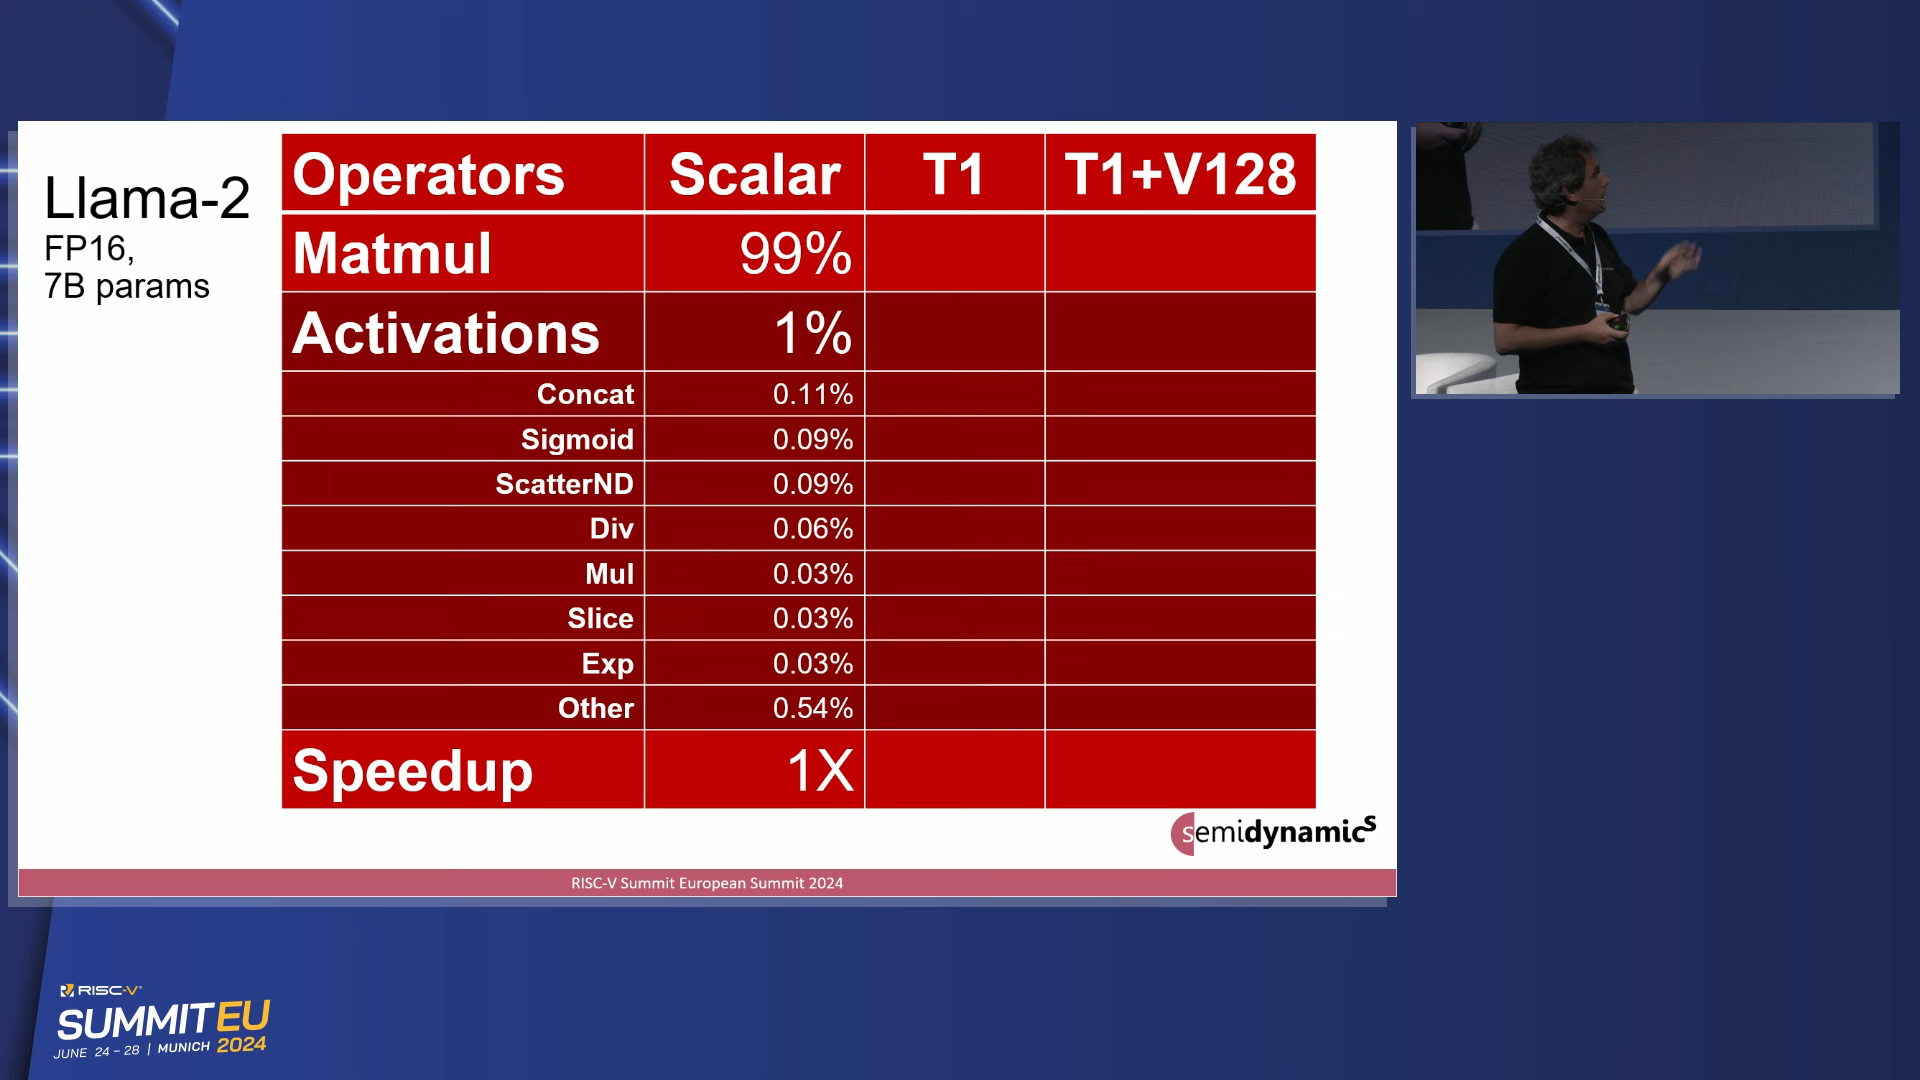 Llama-2
FP16,
7B params
Operators Scalar T1 T1+V128
Matmul 99%
Activations 1%
Concat 0.11%
Sigmoid 0.09%
ScatterND 0.09%
Div 0.06%
Mul 0.03%
Slice 0.03%
Exp 0.03%
Other 0.54%
Speedup 1X
semidynamics
RISC-V Summit European Summit 2024
RISC-V®
SUMMIT EU
JUNE 24 – 28 | MUNICH 2024